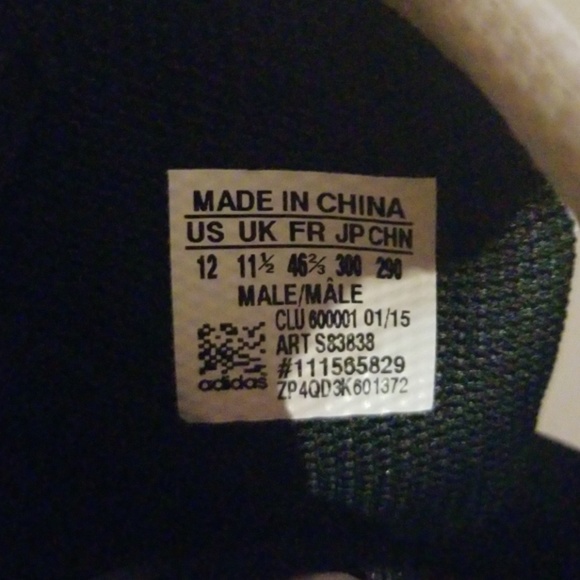 MADE IN CHINA
US UK FR JP CHN
12 11½ 46⅔ 300 290
MALE/MÂLE
CLU 600001 01/15
ART S83838
#111565829
adidas ZP4QD3K601372